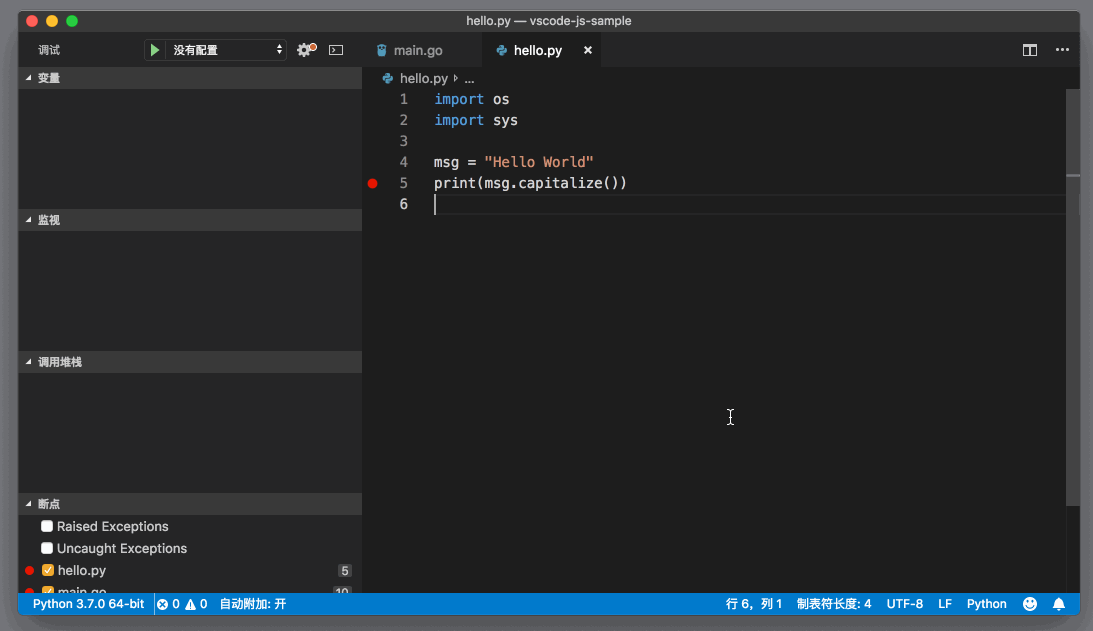 hello.py — vscode-js-sample
调试 没有配置 main.go hello.py
变量
hello.py ...
1 import os
2 import sys
3
4 msg = "Hello World"
5 print(msg.capitalize())
6
监视
调用堆栈
断点
Raised Exceptions
Uncaught Exceptions
hello.py 5
main.go 10
Python 3.7.0 64-bit 0 0 自动附加: 开 行 6，列 1 制表符长度: 4 UTF-8 LF Python